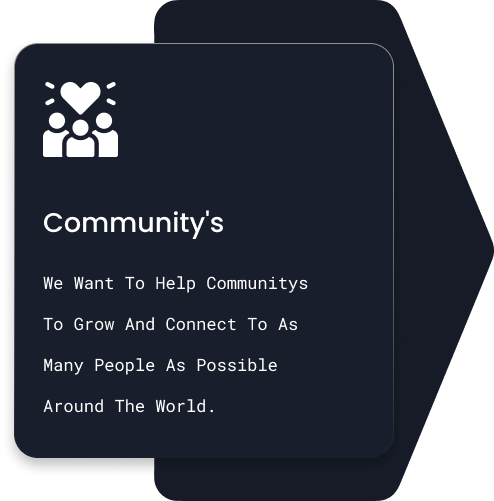 Community's
We Want To Help Communitys
To Grow And Connect To As
Many People As Possible
Around The World.